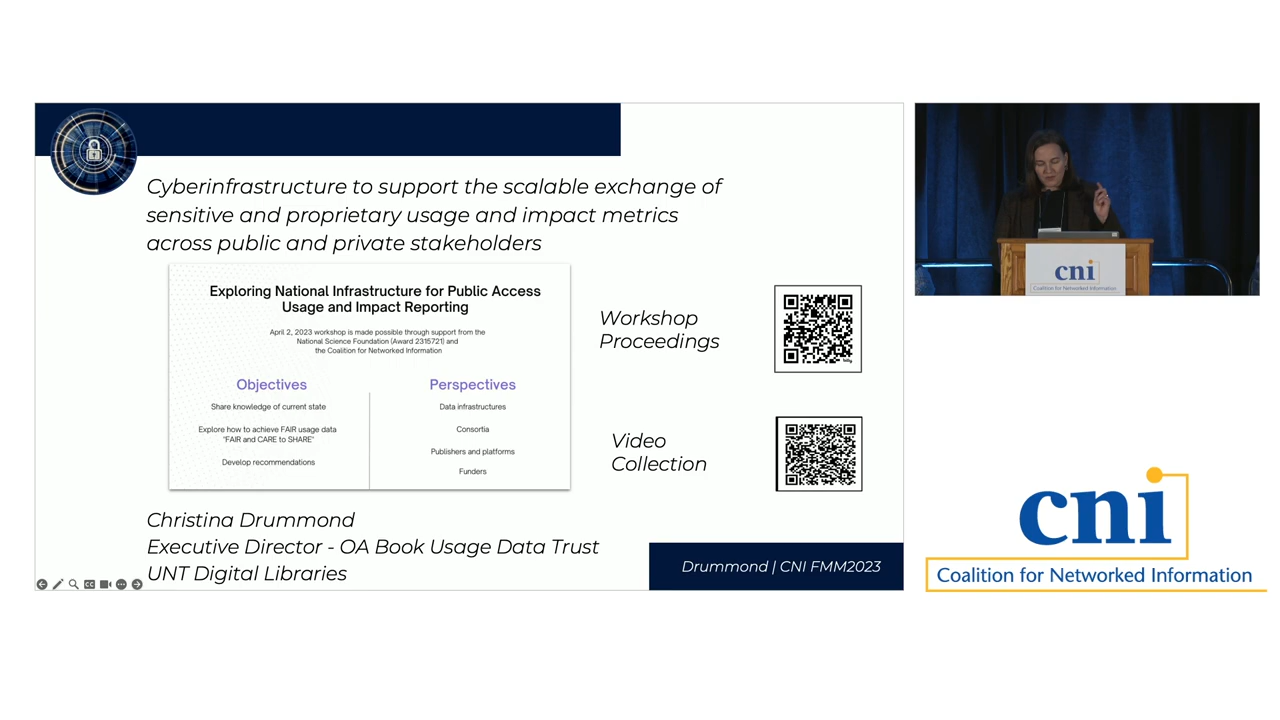 Cyberinfrastructure to support the scalable exchange of
sensitive and proprietary usage and impact metrics
across public and private stakeholders
Exploring National Infrastructure for Public Access
Usage and Impact Reporting
April 2, 2023 workshop is made possible through support from the
National Science Foundation (Award 2315721) and
the Coalition for Networked Information
Objectives
Share knowledge of current state
Explore how to achieve FAIR usage data
"FAIR and CARE to SHARE"
Develop recommendations
Perspectives
Data infrastructures
Consortia
Publishers and platforms
Funders
Workshop
Proceedings
Video
Collection
Christina Drummond
Executive Director - OA Book Usage Data Trust
UNT Digital Libraries
Drummond | CNI FMM2023
cni
Coalition for Networked Information
cni
Coalition for Networked Information